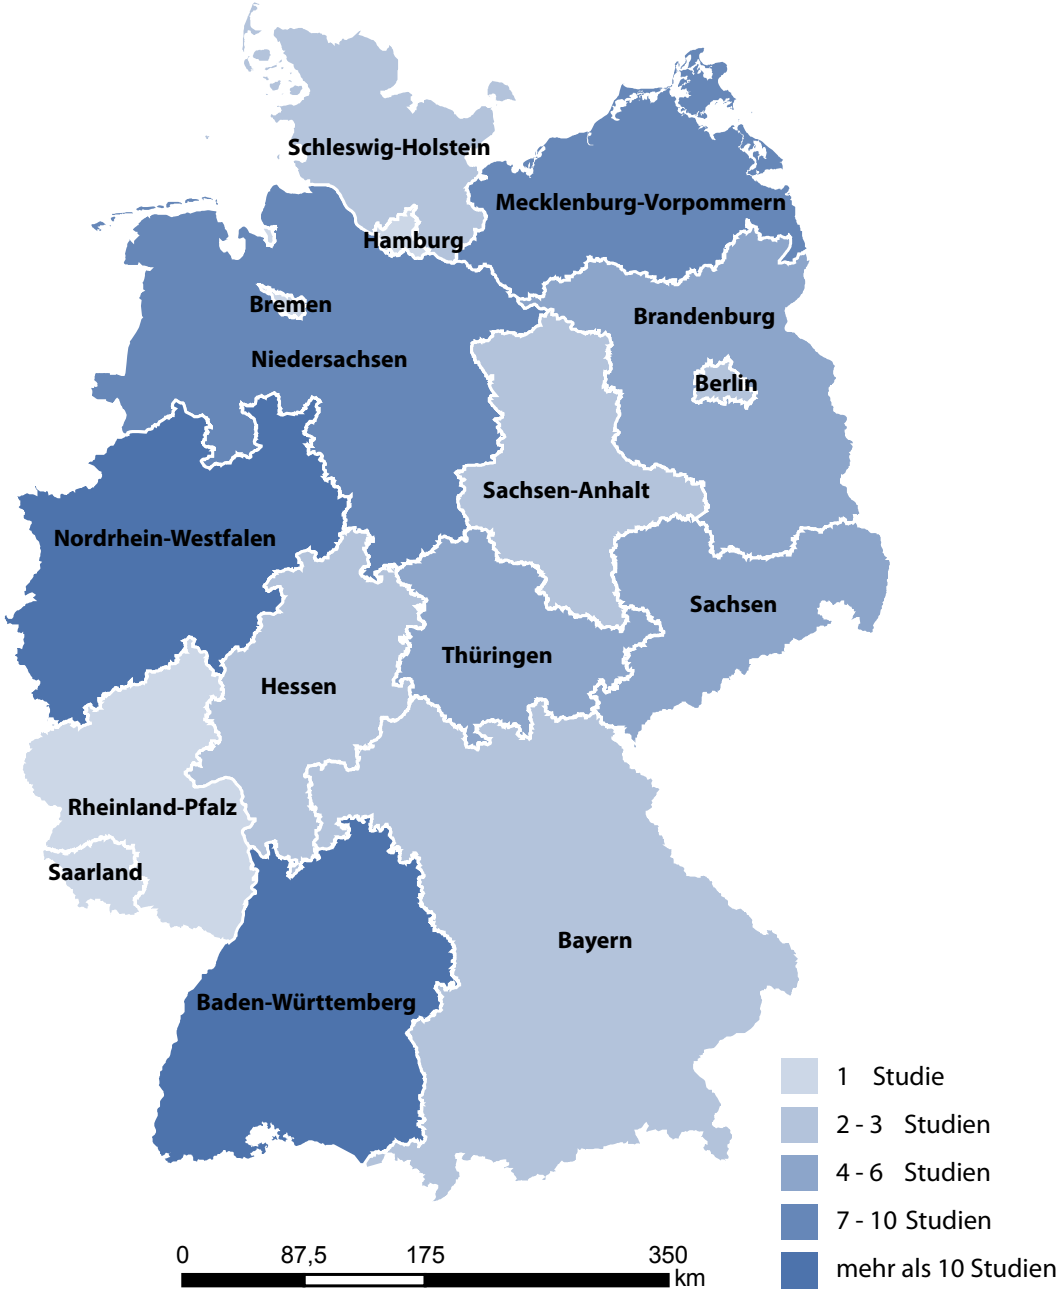 Schleswig-Holstein
Mecklenburg-Vorpommern
Hamburg
Bremen
Brandenburg
Niedersachsen
Berlin
Sachsen-Anhalt
Nordrhein-Westfalen
Sachsen
Thüringen
Hessen
Rheinland-Pfalz
Saarland
Bayern
Baden-Württemberg
1 Studie
2 - 3 Studien
4 - 6 Studien
7 - 10 Studien
mehr als 10 Studien
0 87,5 175 350
km